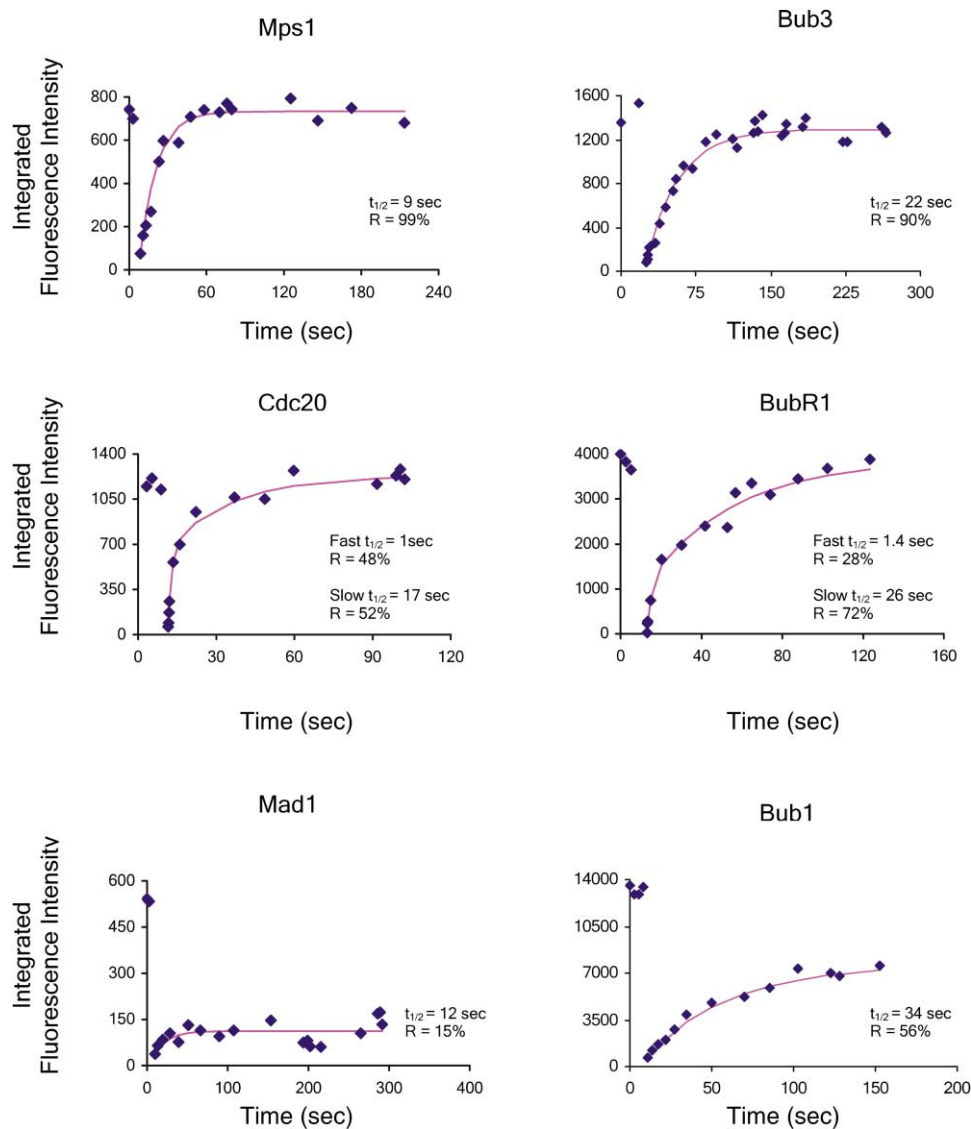 Mps1
Integrated
Fluorescence Intensity
800
600
400
200
0
0 60 120 180 240
t1/2 = 9 sec
R = 99%
Time (sec)
Bub3
1600
1200
800
400
0
0 75 150 225 300
t1/2 = 22 sec
R = 90%
Time (sec)
Cdc20
Integrated
Fluorescence Intensity
1400
1050
700
350
0
0 30 60 90 120
Fast t1/2 = 1sec
R = 48%
Slow t1/2 = 17 sec
R = 52%
Time (sec)
BubR1
4000
3000
2000
1000
0
0 40 80 120 160
Fast t1/2 = 1.4 sec
R = 28%
Slow t1/2 = 26 sec
R = 72%
Time (sec)
Mad1
Integrated
Fluorescence Intensity
600
450
300
150
0
0 100 200 300 400
t1/2 = 12 sec
R = 15%
Time (sec)
Bub1
14000
10500
7000
3500
0
0 50 100 150 200
t1/2 = 34 sec
R = 56%
Time (sec)